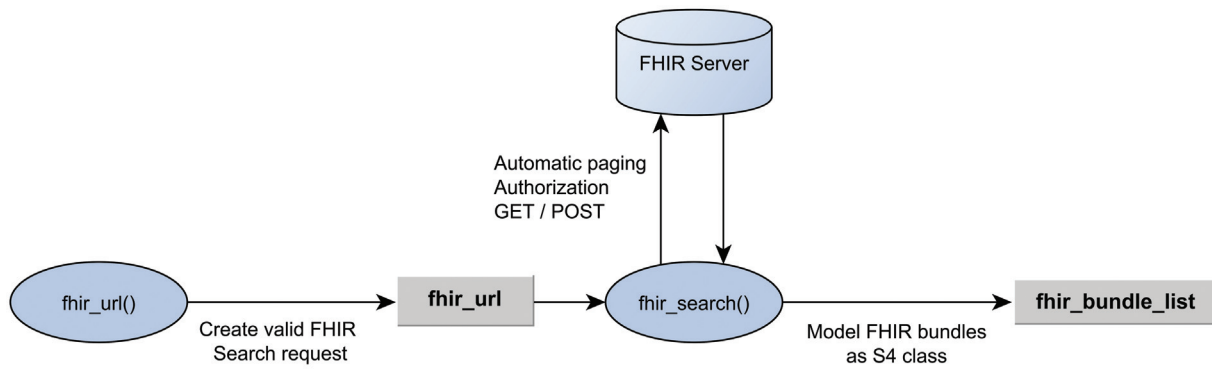 FHIR Server
Automatic paging
Authorization
GET / POST
fhir_url()
Create valid FHIR
Search request
fhir_url
fhir_search()
Model FHIR bundles
as S4 class
fhir_bundle_list